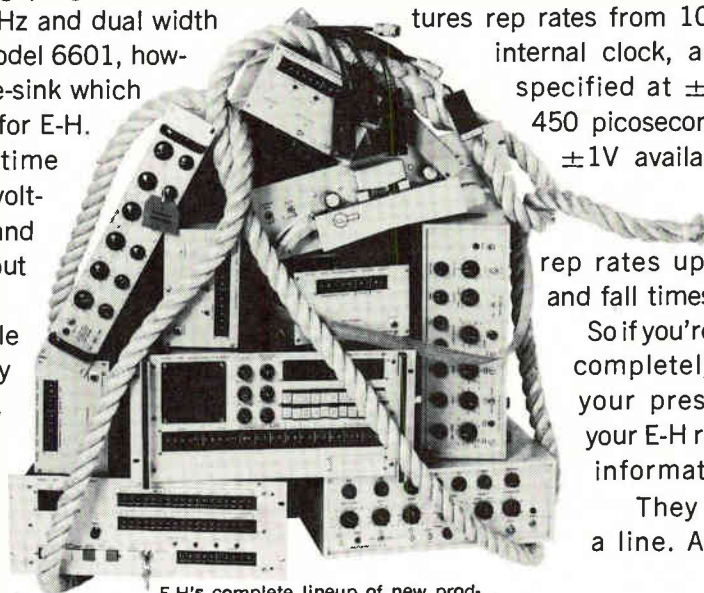 Hz and dual width
odel 6601, how-
e-sink which
for E-H.
time
volt-
and
out
le
y
tures rep rates from 10
internal clock, a
specified at ±
450 picosecor
±1V availa
rep rates up
and fall times
So if you're
completely,
your pres
your E-H r
informat
They
a line. A
E-H's complete lineup of new prod-